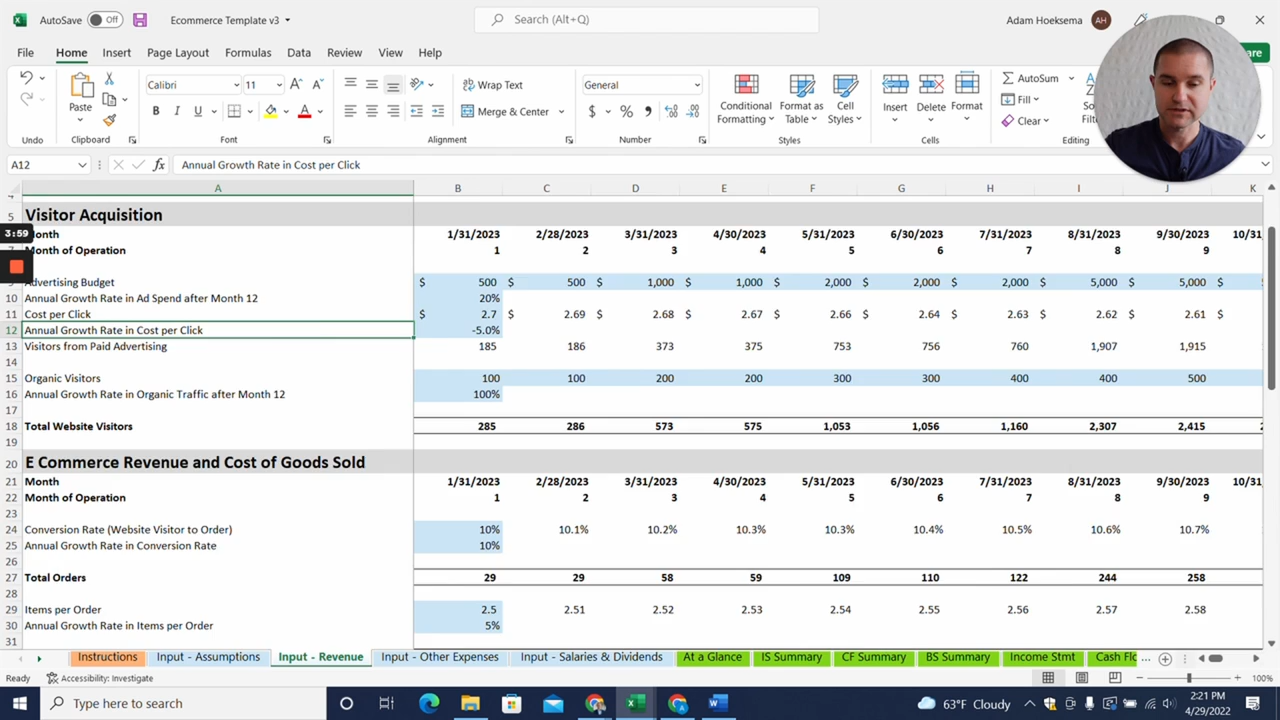 AutoSave Off Ecommerce Template v3 Search (Alt+Q) Adam Hoeksema AH
File Home Insert Page Layout Formulas Data Review View Help
Calibri 11 Wrap Text General AutoSum
Paste B I U A Merge & Center $ % Conditional Formatting Format as Table Cell Styles Insert Delete Format Fill Clear
Undo Clipboard Font Alignment Number Styles Cells Editing
A12 fx Annual Growth Rate in Cost per Click
A B C D E F G H I J K
5 Visitor Acquisition
3:59 1/31/2023 2/28/2023 3/31/2023 4/30/2023 5/31/2023 6/30/2023 7/31/2023 8/31/2023 9/30/2023 10/31
Month of Operation 1 2 3 4 5 6 7 8 9
Advertising Budget $ 500 $ 500 $ 1,000 $ 1,000 $ 2,000 $ 2,000 $ 2,000 $ 5,000 $ 5,000 $
10 Annual Growth Rate in Ad Spend after Month 12 20%
11 Cost per Click $ 2.7 $ 2.69 $ 2.68 $ 2.67 $ 2.66 $ 2.64 $ 2.63 $ 2.62 $ 2.61 $
12 Annual Growth Rate in Cost per Click -5.0%
13 Visitors from Paid Advertising 185 186 373 375 753 756 760 1,907 1,915
14
15 Organic Visitors 100 100 200 200 300 300 400 400 500
16 Annual Growth Rate in Organic Traffic after Month 12 100%
17
18 Total Website Visitors 285 286 573 575 1,053 1,056 1,160 2,307 2,415
19
20 E Commerce Revenue and Cost of Goods Sold
21 Month 1/31/2023 2/28/2023 3/31/2023 4/30/2023 5/31/2023 6/30/2023 7/31/2023 8/31/2023 9/30/2023 10/31
22 Month of Operation 1 2 3 4 5 6 7 8 9
23
24 Conversion Rate (Website Visitor to Order) 10% 10.1% 10.2% 10.3% 10.3% 10.4% 10.5% 10.6% 10.7%
25 Annual Growth Rate in Conversion Rate 10%
26
27 Total Orders 29 29 58 59 109 110 122 244 258
28
29 Items per Order 2.5 2.51 2.52 2.53 2.54 2.55 2.56 2.57 2.58
30 Annual Growth Rate in Items per Order 5%
31
Instructions Input - Assumptions Input - Revenue Input - Other Expenses Input - Salaries & Dividends At a Glance IS Summary CF Summary BS Summary Income Stmt Cash Flo ...
Ready Accessibility: Investigate 100%
Type here to search 63°F Cloudy 2:21 PM
4/29/2022